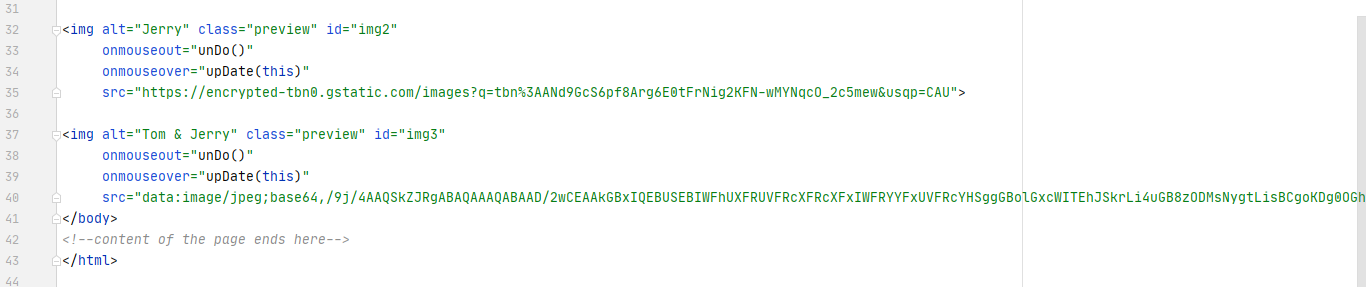 31
32 <img alt="Jerry" class="preview" id="img2"
33 onmouseout="unDo()"
34 onmouseover="upDate(this)"
35 src="https://encrypted-tbn0.gstatic.com/images?q=tbn%3AANd9GcS6pf8Arg6E0tFrNig2KFN-wMYNqcO_2c5mew&usqp=CAU">
36
37 <img alt="Tom & Jerry" class="preview" id="img3"
38 onmouseout="unDo()"
39 onmouseover="upDate(this)"
40 src="data:image/jpeg;base64,/9j/4AAQSkZJRgABAQAAAQABAAD/2wCEAAkGBxIQEBUSEBIWFhUXFRUVFRcXFRcXFxIWFRYYFxUVFRcYHSggGBolGxcWITEhJSkrLi4uGB8zODMsNygtLisBCgoKDg0OGh
41 </body>
42 <!--content of the page ends here-->
43 </html>
44